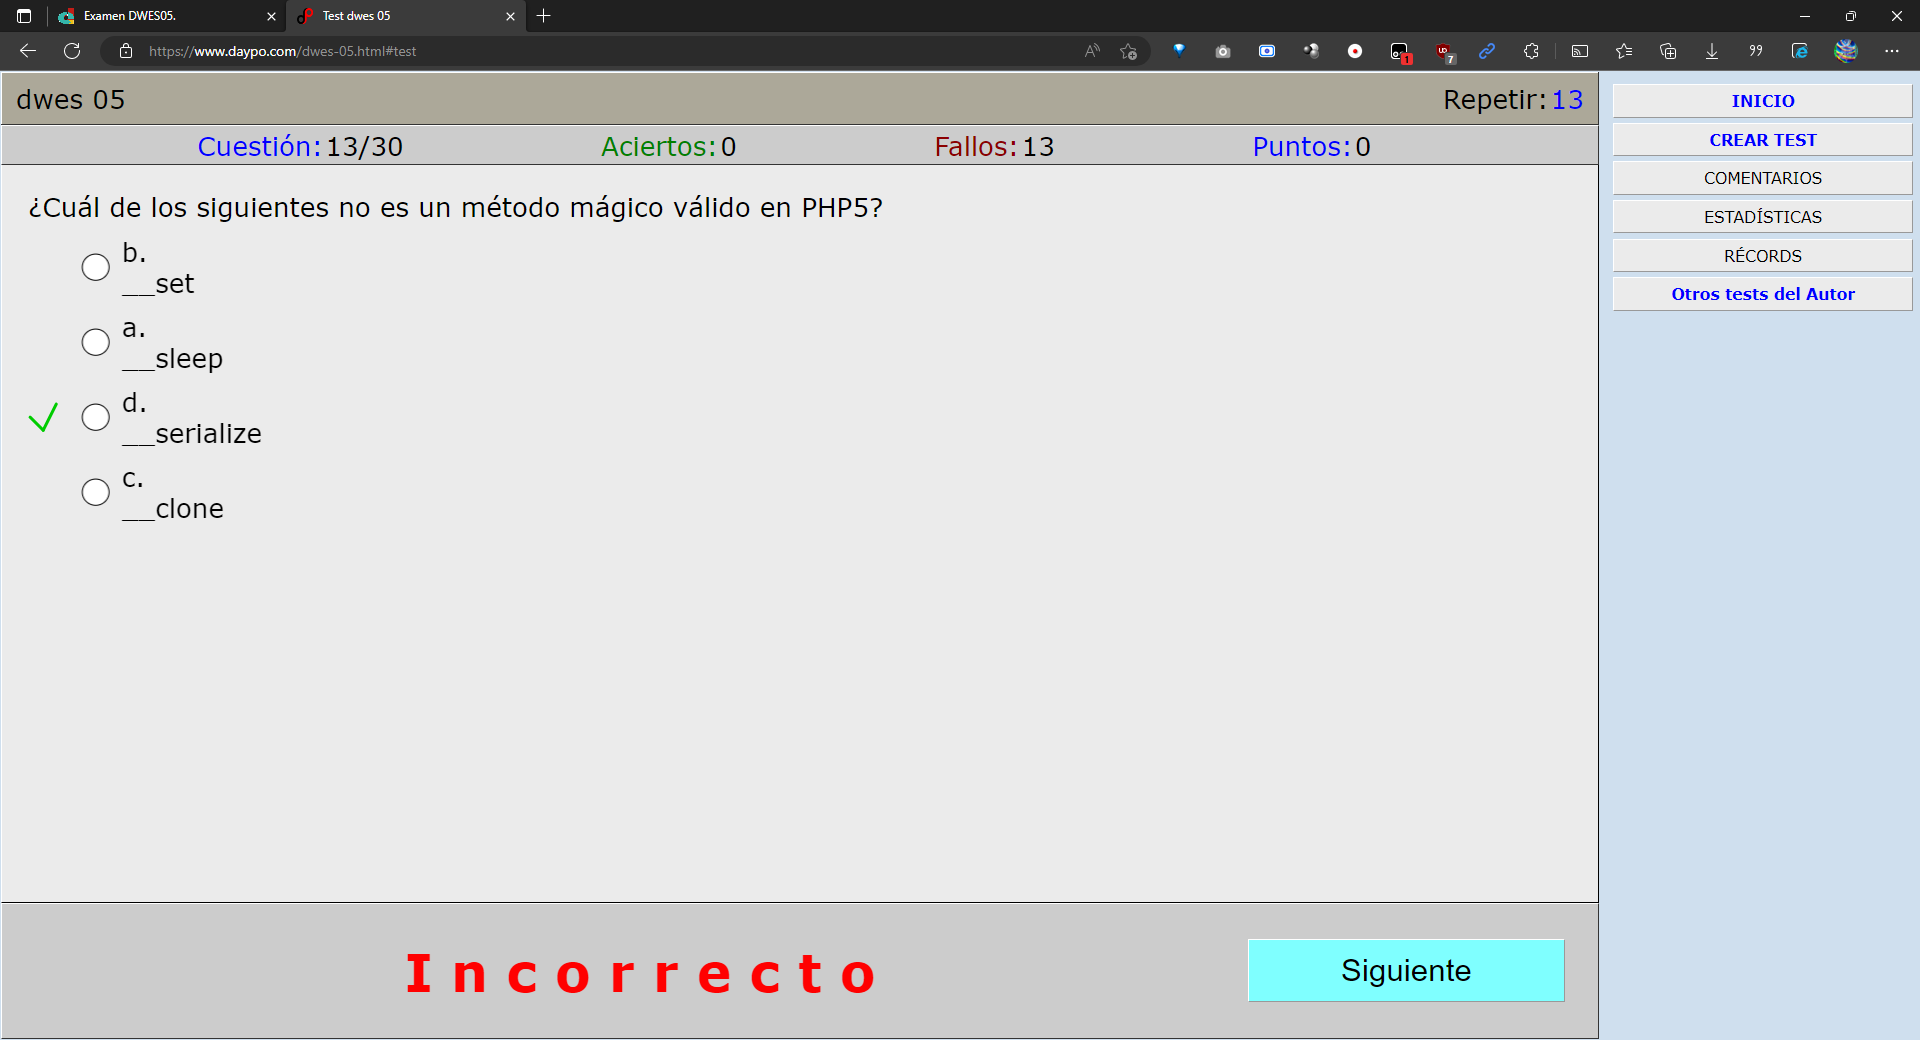 Examen DWES05.
Test dwes 05
https://www.daypo.com/dwes-05.html#test
1
7
dwes 05
Repetir: 13
Cuestión: 13/30
Aciertos: 0
Fallos: 13
Puntos: 0
¿Cuál de los siguientes no es un método mágico válido en PHP5?
b.
__set
a.
__sleep
d.
__serialize
c.
__clone
Incorrecto
Siguiente
INICIO
CREAR TEST
COMENTARIOS
ESTADÍSTICAS
RÉCORDS
Otros tests del Autor